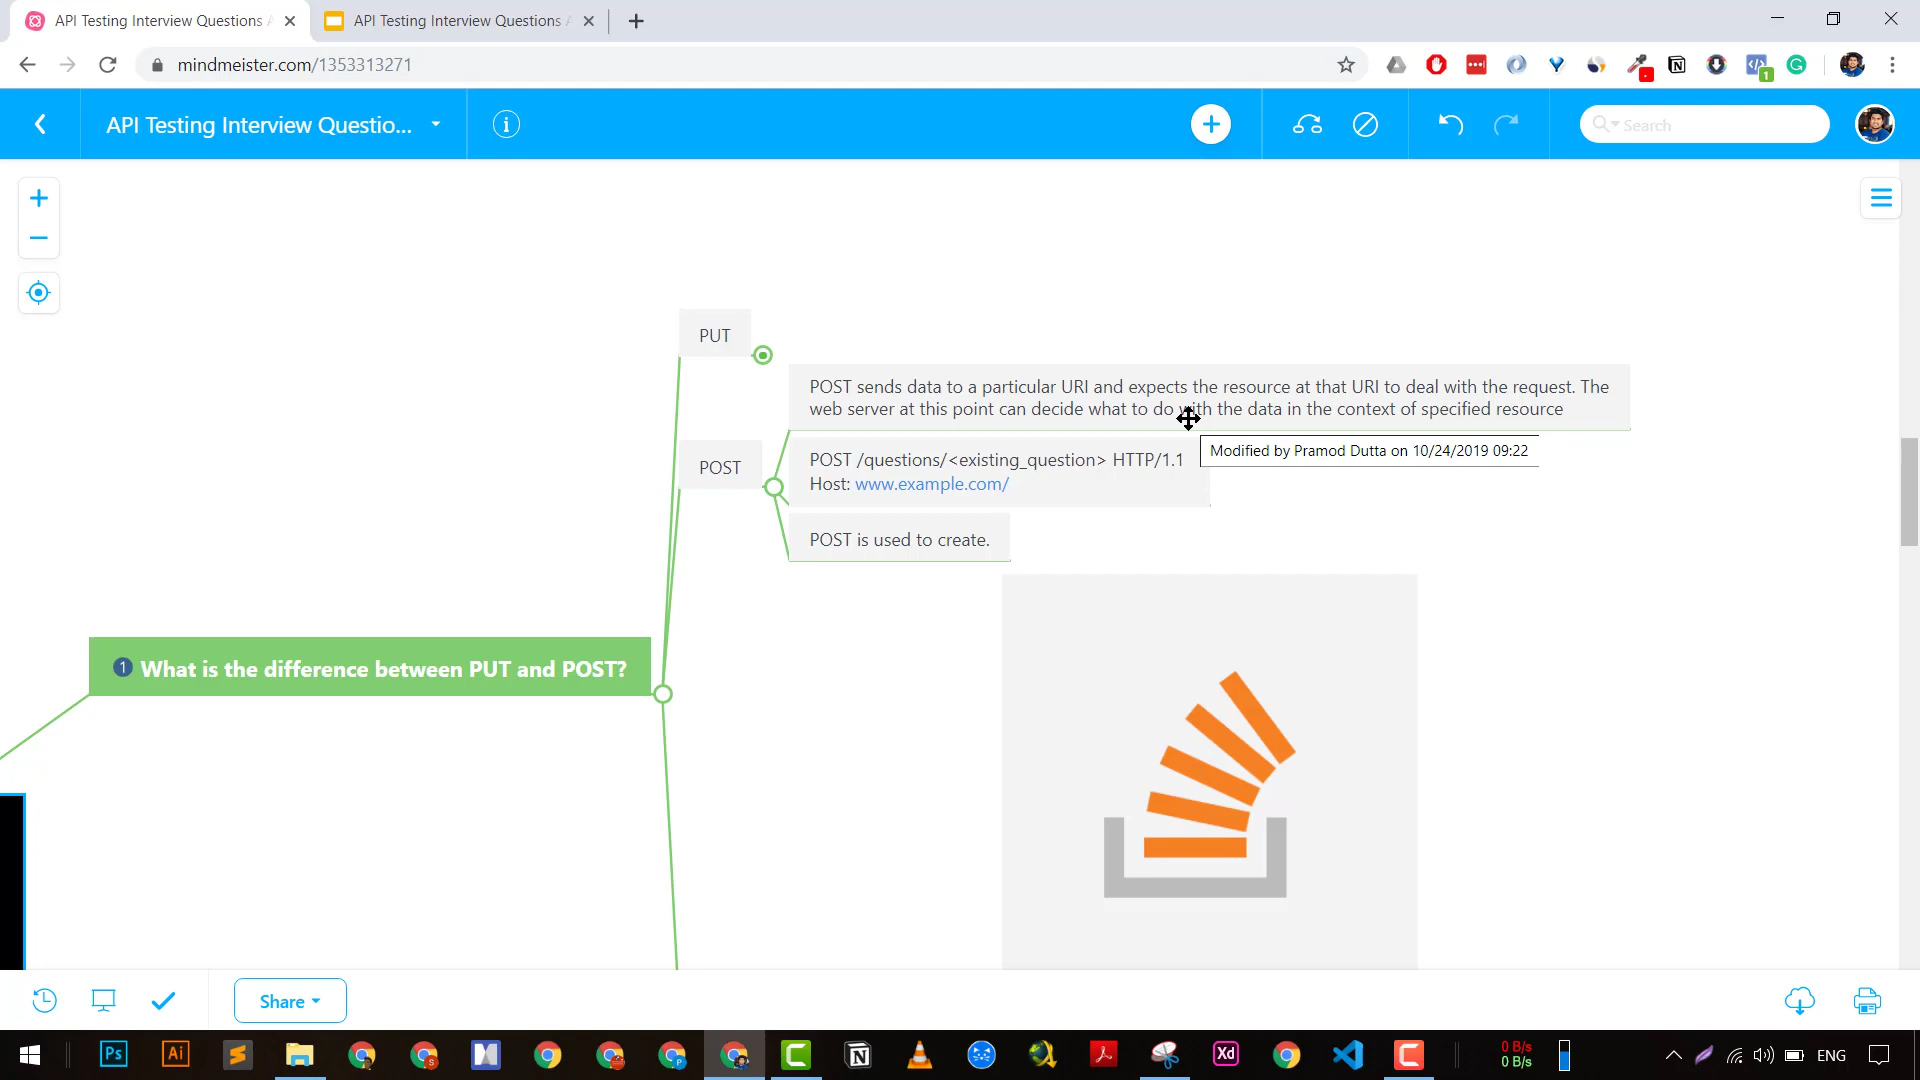 API Testing Interview Questions A
API Testing Interview Questions A
mindmeister.com/1353313271
1
API Testing Interview Questio...
Search
PUT
POST sends data to a particular URI and expects the resource at that URI to deal with the request. The
web server at this point can decide what to do with the data in the context of specified resource
Modified by Pramod Dutta on 10/24/2019 09:22
POST
POST /questions/<existing_question> HTTP/1.1
Host: www.example.com/
POST is used to create.
1 What is the difference between PUT and POST?
Share
Ps
Ai
Xd
0 B/s
0 B/s
ENG